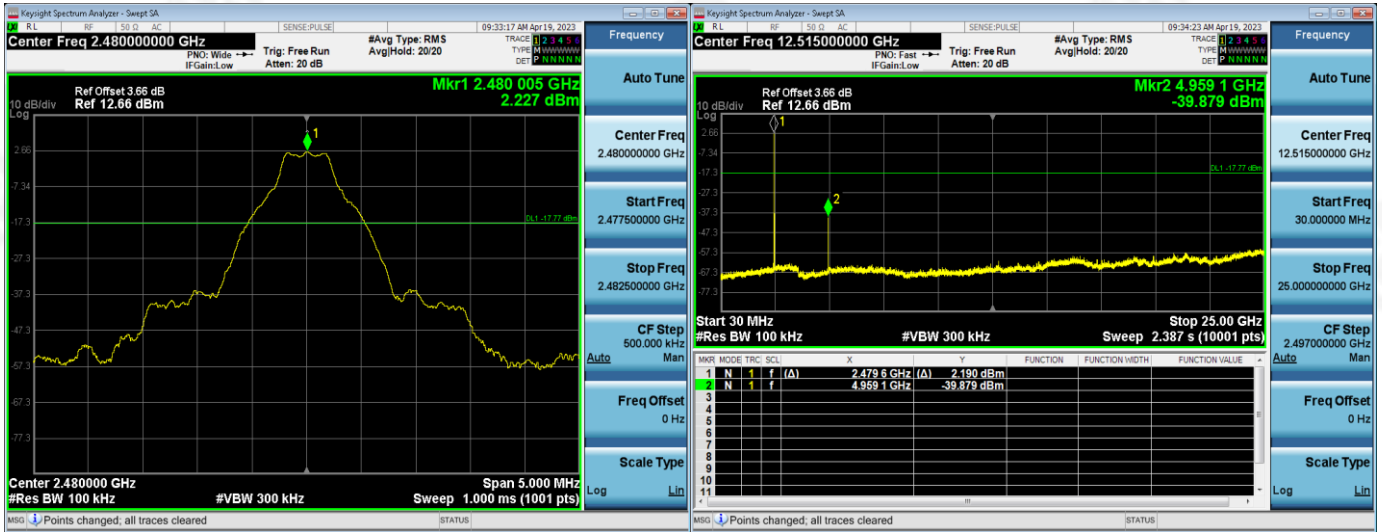 Keysight Spectrum Analyzer - Swept SA
RL RF 50 Ω AC SENSE:PULSE 09:33:17 AM Apr 19, 2023
Center Freq 2.480000000 GHz
PNO: Wide
IFGain:Low
Trig: Free Run
Atten: 20 dB
#Avg Type: RMS
Avg|Hold: 20/20
TRACE 1 2 3 4 5 6
TYPE M WWWWW
DET P N N N N N
Mkr1 2.480 005 GHz
2.227 dBm
Ref Offset 3.66 dB
10 dB/div Ref 12.66 dBm
Log
1
2.66
-7.34
-17.3
DL1 -17.77 dBm
-27.3
-37.3
-47.3
-57.3
-67.3
-77.3
Center 2.480000 GHz Span 5.000 MHz
#Res BW 100 kHz #VBW 300 kHz Sweep 1.000 ms (1001 pts)
MSG Points changed; all traces cleared STATUS
Frequency
Auto Tune
Center Freq
2.480000000 GHz
Start Freq
2.477500000 GHz
Stop Freq
2.482500000 GHz
CF Step
500.000 kHz
Auto Man
Freq Offset
0 Hz
Scale Type
Log Lin
Keysight Spectrum Analyzer - Swept SA
RL RF 50 Ω AC SENSE:PULSE 09:34:23 AM Apr 19, 2023
Center Freq 12.515000000 GHz
PNO: Fast
IFGain:Low
Trig: Free Run
Atten: 20 dB
#Avg Type: RMS
Avg|Hold: 20/20
TRACE 1 2 3 4 5 6
TYPE M WWWWW
DET P N N N N N
Mkr2 4.959 1 GHz
-39.879 dBm
Ref Offset 3.66 dB
10 dB/div Ref 12.66 dBm
Log
1
2.66
-7.34
DL1 -17.77 dBm
-17.3
-27.3
2
-37.3
-47.3
-57.3
-67.3
-77.3
Start 30 MHz Stop 25.00 GHz
#Res BW 100 kHz #VBW 300 kHz Sweep 2.387 s (10001 pts)
MKR MODE TRC SCL X Y FUNCTION FUNCTION WIDTH FUNCTION VALUE
1 N 1 f (Δ) 2.479 6 GHz (Δ) 2.190 dBm
2 N 1 f 4.959 1 GHz -39.879 dBm
3
4
5
6
7
8
9
10
11
MSG Points changed; all traces cleared STATUS
Frequency
Auto Tune
Center Freq
12.515000000 GHz
Start Freq
30.000000 MHz
Stop Freq
25.000000000 GHz
CF Step
2.497000000 GHz
Auto Man
Freq Offset
0 Hz
Scale Type
Log Lin